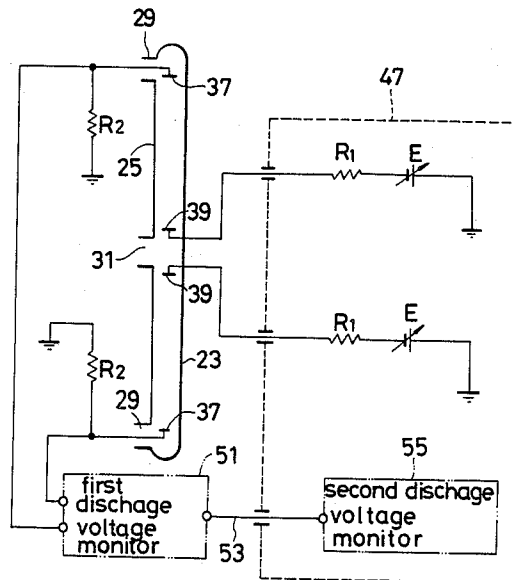 29
47
37
R2
25
R1
E
39
31
39
R1
E
23
R2
29
37
51
55
first
dischage
voltage
monitor
53
second dischage
voltage
monitor